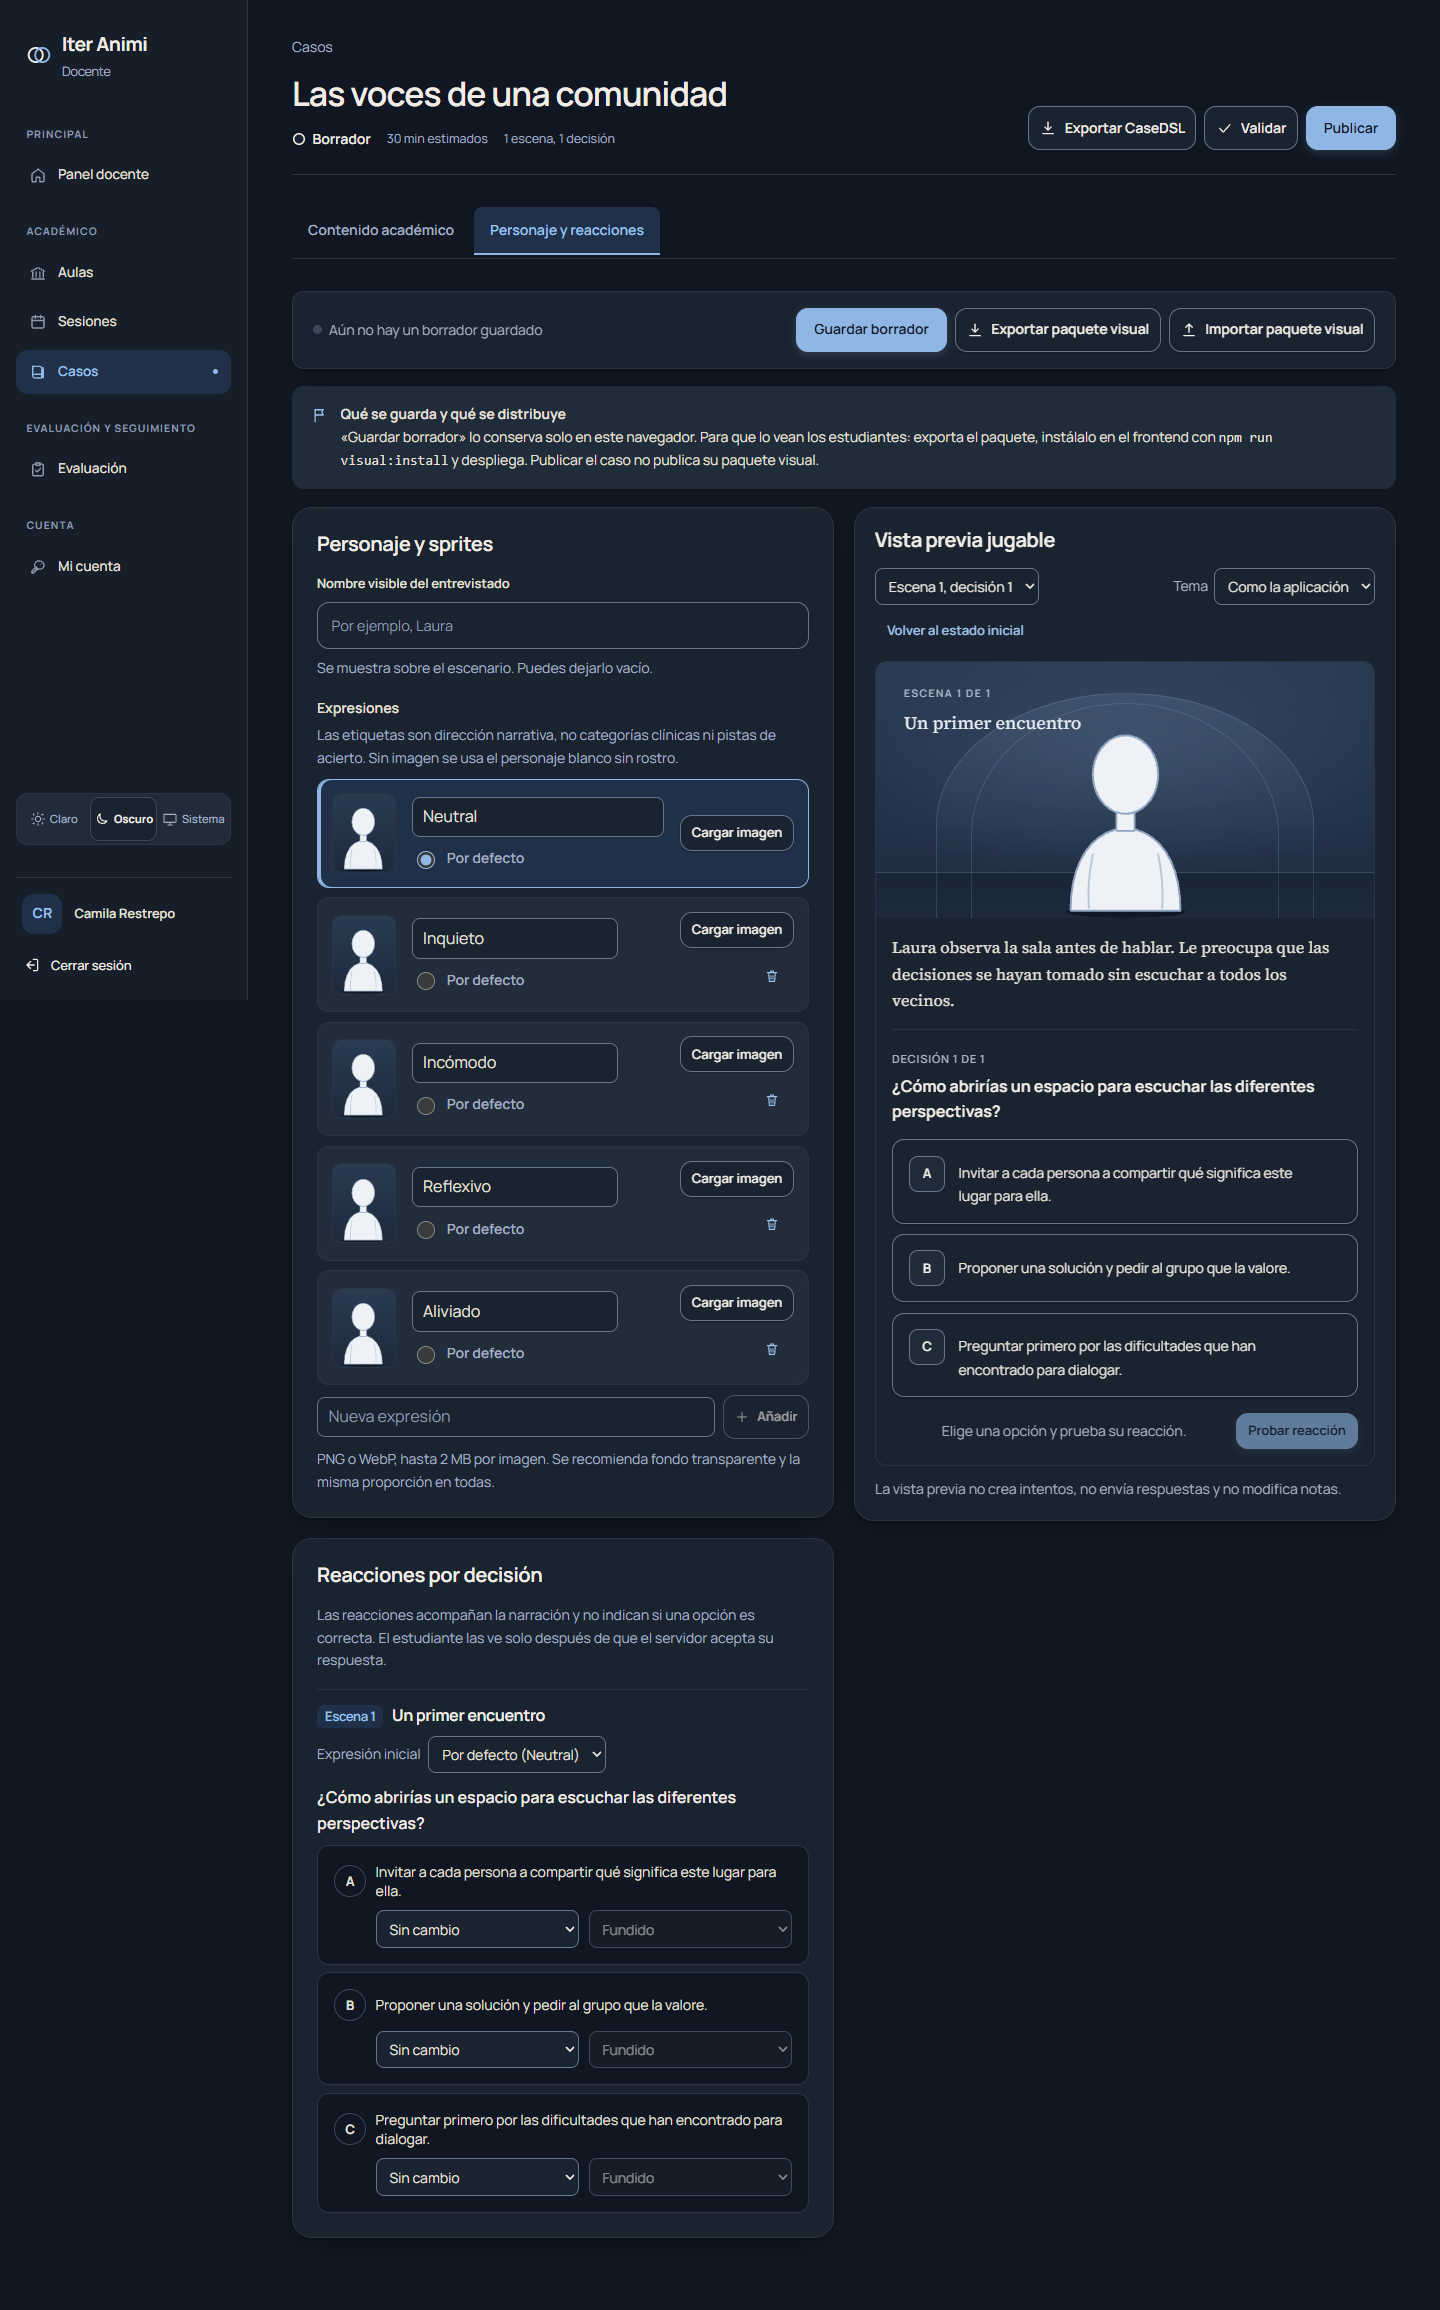 Iter Animi
Docente
PRINCIPAL
Panel docente
ACADÉMICO
Aulas
Sesiones
Casos
EVALUACIÓN Y SEGUIMIENTO
Evaluación
CUENTA
Mi cuenta
Claro
Oscuro
Sistema
CR
Camila Restrepo
Cerrar sesión
Casos
Las voces de una comunidad
Borrador
30 min estimados
1 escena, 1 decisión
Exportar CaseDSL
Validar
Publicar
Contenido académico
Personaje y reacciones
Aún no hay un borrador guardado
Guardar borrador
Exportar paquete visual
Importar paquete visual
Qué se guarda y qué se distribuye
«Guardar borrador» lo conserva solo en este navegador. Para que lo vean los estudiantes: exporta el paquete, instálalo en el frontend con npm run
visual:install y despliega. Publicar el caso no publica su paquete visual.
Personaje y sprites
Nombre visible del entrevistado
Por ejemplo, Laura
Se muestra sobre el escenario. Puedes dejarlo vacío.
Expresiones
Las etiquetas son dirección narrativa, no categorías clínicas ni pistas de
acierto. Sin imagen se usa el personaje blanco sin rostro.
Neutral
Por defecto
Cargar imagen
Inquieto
Por defecto
Cargar imagen
Incómodo
Por defecto
Cargar imagen
Reflexivo
Por defecto
Cargar imagen
Aliviado
Por defecto
Cargar imagen
Nueva expresión
Añadir
PNG o WebP, hasta 2 MB por imagen. Se recomienda fondo transparente y la
misma proporción en todas.
Vista previa jugable
Escena 1, decisión 1
Tema
Como la aplicación
Volver al estado inicial
ESCENA 1 DE 1
Un primer encuentro
Laura observa la sala antes de hablar. Le preocupa que las
decisiones se hayan tomado sin escuchar a todos los
vecinos.
DECISIÓN 1 DE 1
¿Cómo abrirías un espacio para escuchar las diferentes
perspectivas?
A
Invitar a cada persona a compartir qué significa este
lugar para ella.
B
Proponer una solución y pedir al grupo que la valore.
C
Preguntar primero por las dificultades que han
encontrado para dialogar.
Elige una opción y prueba su reacción.
Probar reacción
La vista previa no crea intentos, no envía respuestas y no modifica notas.
Reacciones por decisión
Las reacciones acompañan la narración y no indican si una opción es
correcta. El estudiante las ve solo después de que el servidor acepta su
respuesta.
Escena 1
Un primer encuentro
Expresión inicial
Por defecto (Neutral)
¿Cómo abrirías un espacio para escuchar las diferentes
perspectivas?
A
Invitar a cada persona a compartir qué significa este lugar para
ella.
Sin cambio
Fundido
B
Proponer una solución y pedir al grupo que la valore.
Sin cambio
Fundido
C
Preguntar primero por las dificultades que han encontrado para
dialogar.
Sin cambio
Fundido